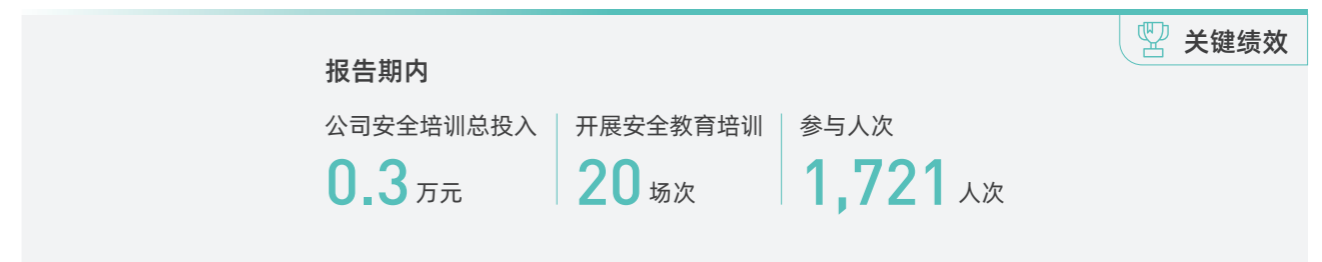 关键绩效
报告期内
公司安全培训总投入 开展安全教育培训 参与人次
0.3 万元 20 场次 1,721 人次